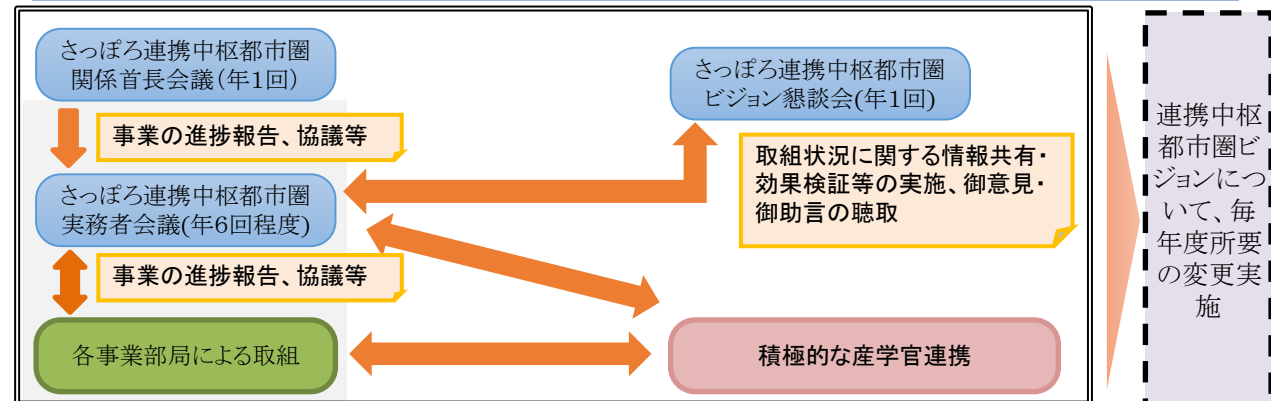 さっぽろ連携中枢都市圏
関係首長会議(年1回)
事業の進捗報告、協議等
さっぽろ連携中枢都市圏
実務者会議(年6回程度)
事業の進捗報告、協議等
各事業部局による取組
さっぽろ連携中枢都市圏
ビジョン懇談会(年1回)
取組状況に関する情報共有・
効果検証等の実施、御意見・
御助言の聴取
積極的な産学官連携
連携中枢
都市圏ビ
ジョンにつ
いて、毎
年度所要
の変更実
施